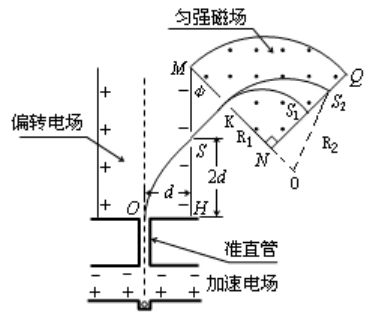 匀强磁场
M
Q
φ
+
偏转电场
K
S₁
S₂
S
R₁
R₂
N
2d
+
d
0
+
O
H
准直管
- - - -
加速电场
+ + + +